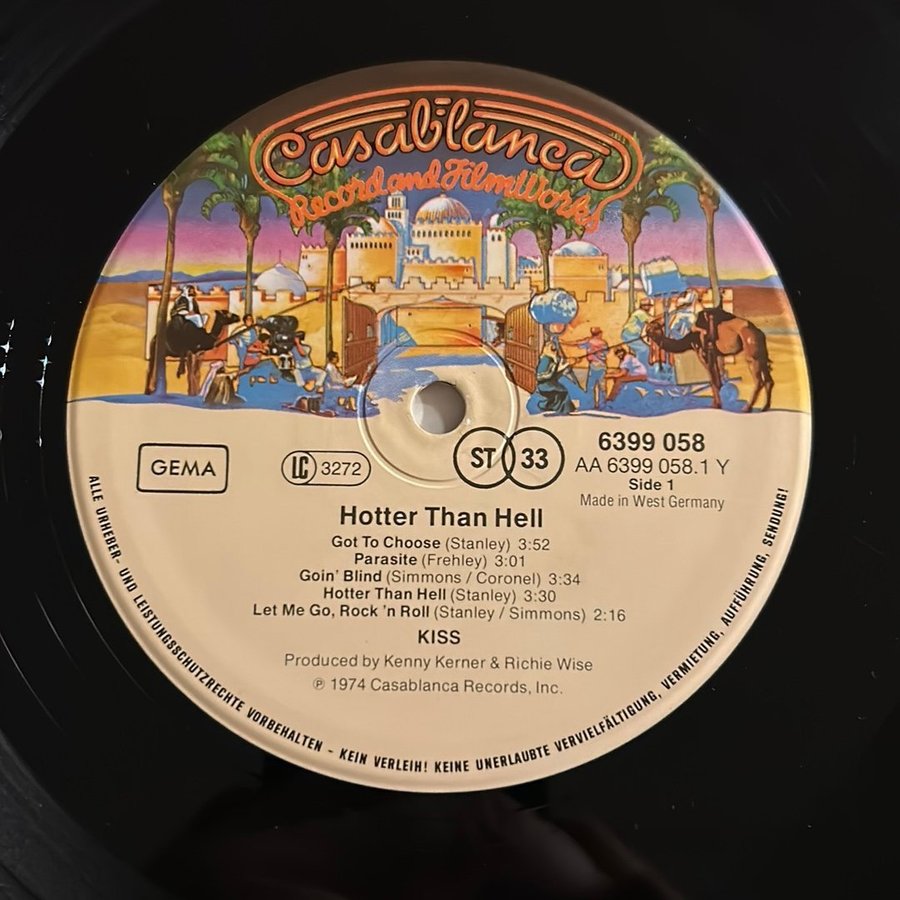 Casablanca
Record and FilmWorks
GEMA
LC 3272
ST 33
6399 058
AA 6399 058.1 Y
Side 1
Made in West Germany
Hotter Than Hell
Got To Choose (Stanley) 3:52
Parasite (Frehley) 3:01
Goin' Blind (Simmons / Coronel) 3:34
Hotter Than Hell (Stanley) 3:30
Let Me Go, Rock 'n Roll (Stanley / Simmons) 2:16
KISS
Produced by Kenny Kerner & Richie Wise
℗ 1974 Casablanca Records, Inc.
ALLE URHEBER- UND LEISTUNGSSCHUTZRECHTE VORBEHALTEN - KEIN VERLEIH! KEINE UNERLAUBTE VERVIELFÄLTIGUNG, VERMIETUNG, AUFFÜHRUNG, SENDUNG!